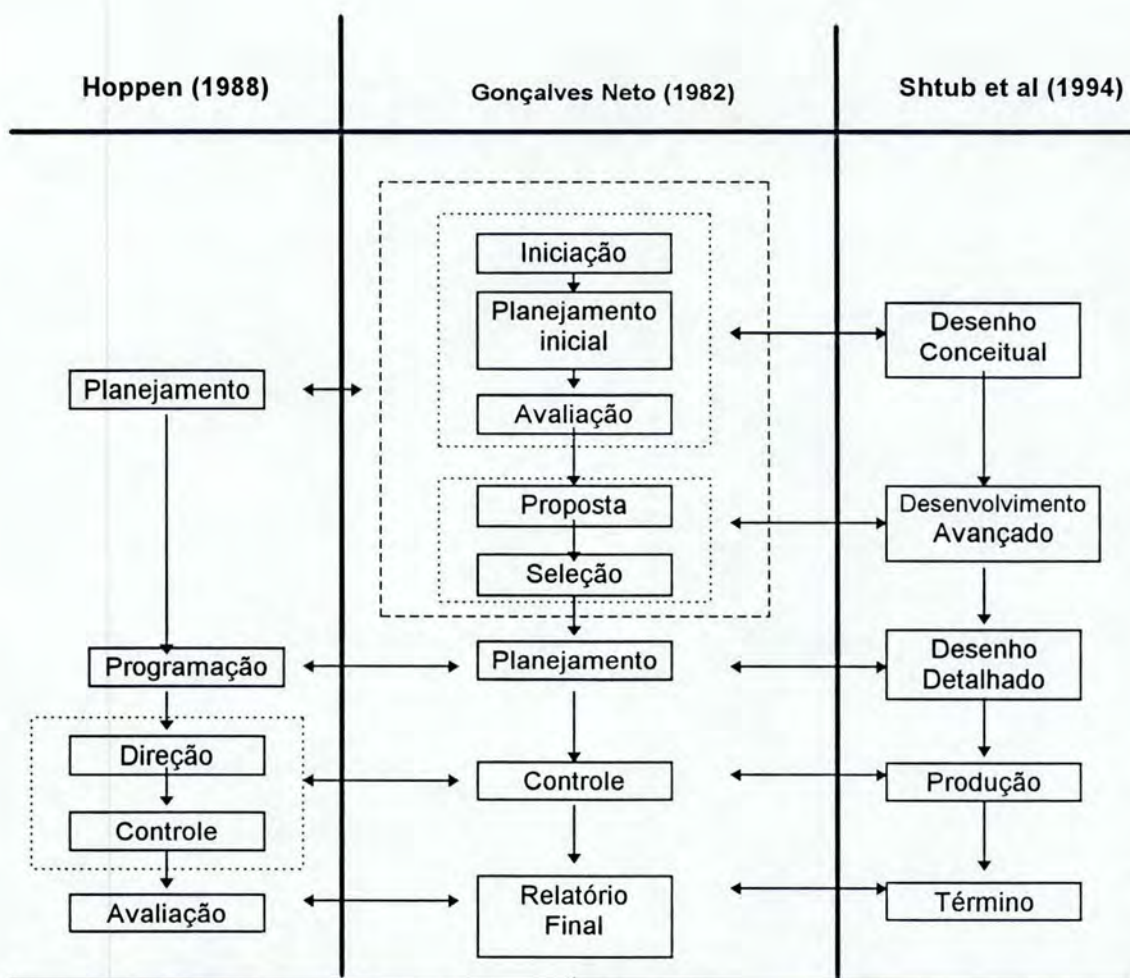 Hoppen (1988)
Gonçalves Neto (1982)
Shtub et al (1994)
Planejamento
Programação
Direção
Controle
Avaliação
Iniciação
Planejamento
inicial
Avaliação
Proposta
Seleção
Planejamento
Controle
Relatório
Final
Desenho
Conceitual
Desenvolvimento
Avançado
Desenho
Detalhado
Produção
Término